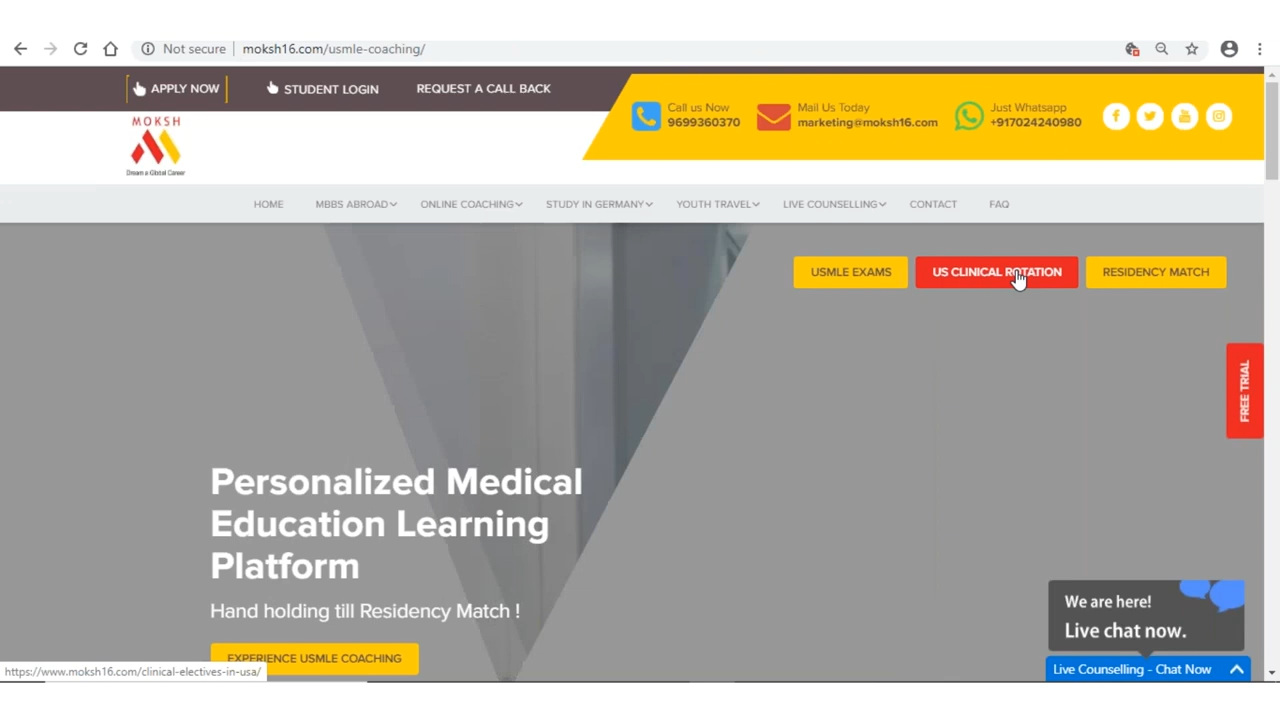 Not secure
moksh16.com/usmle-coaching/
APPLY NOW
STUDENT LOGIN
REQUEST A CALL BACK
Call us Now
9699360370
Mail Us Today
marketing@moksh16.com
Just Whatsapp
+917024240980
MOKSH
Dream a Global Career
HOME
MBBS ABROAD
ONLINE COACHING
STUDY IN GERMANY
YOUTH TRAVEL
LIVE COUNSELLING
CONTACT
FAQ
USMLE EXAMS
US CLINICAL ROTATION
RESIDENCY MATCH
FREE TRIAL
Personalized Medical
Education Learning
Platform
Hand holding till Residency Match !
EXPERIENCE USMLE COACHING
We are here!
Live chat now.
Live Counselling - Chat Now
https://www.moksh16.com/clinical-electives-in-usa/